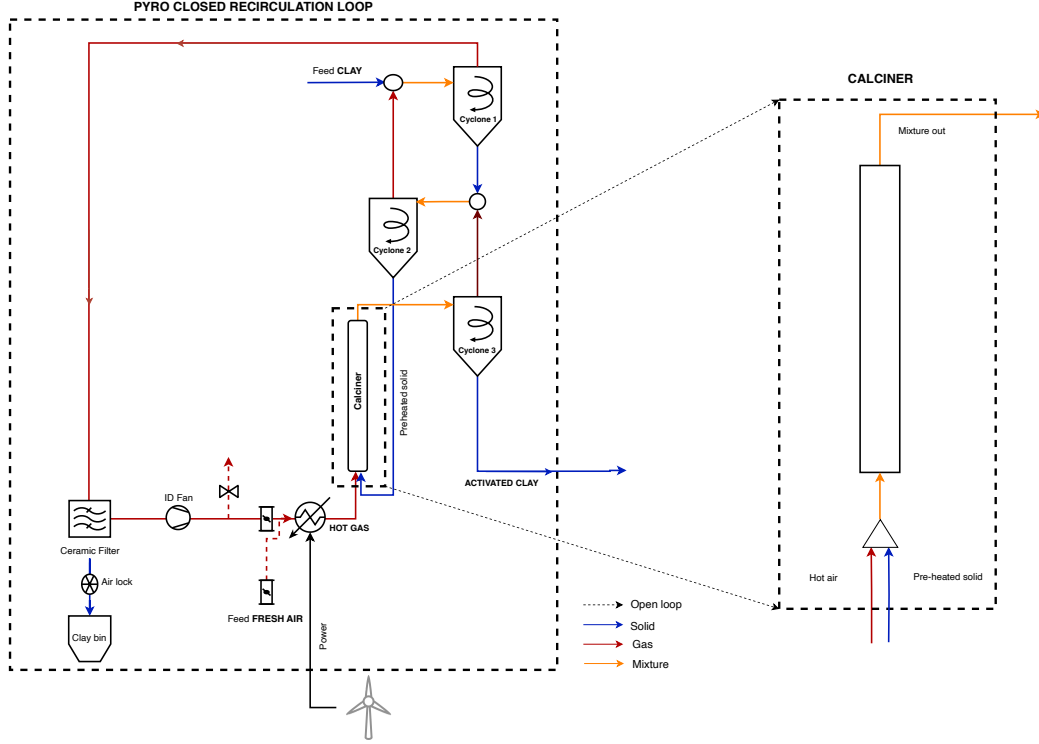 PYRO CLOSED RECIRCULATION LOOP
Feed CLAY
Cyclone 1
CALCINER
Mixture out
Cyclone 2
Cyclone 3
Calciner
Preheated solid
ACTIVATED CLAY
ID Fan
HOT GAS
Ceramic Filter
Air lock
Clay bin
Feed FRESH AIR
Power
Hot air
Pre-heated solid
Open loop
Solid
Gas
Mixture